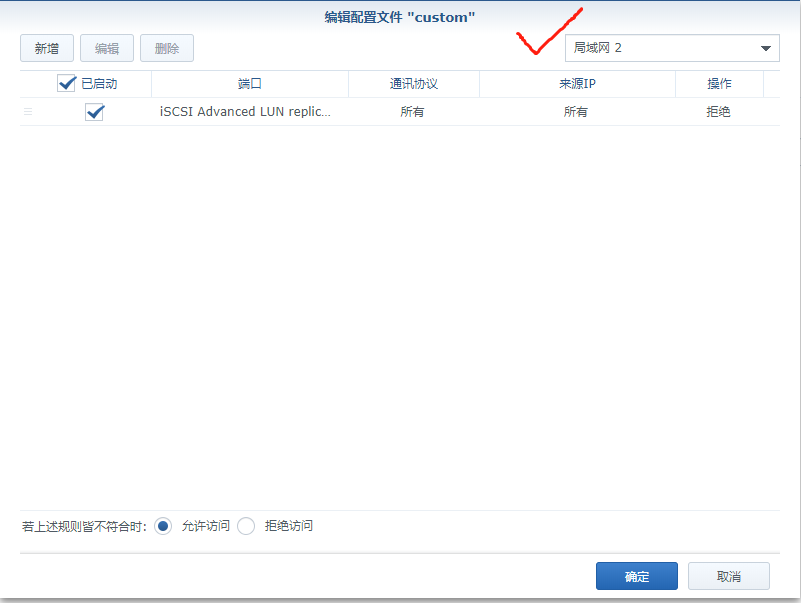 编辑配置文件 "custom"
新增 编辑 删除 局域网 2
已启动 端口 通讯协议 来源IP 操作
iSCSI Advanced LUN replic... 所有 所有 拒绝
若上述规则皆不符合时: 允许访问 拒绝访问
确定 取消